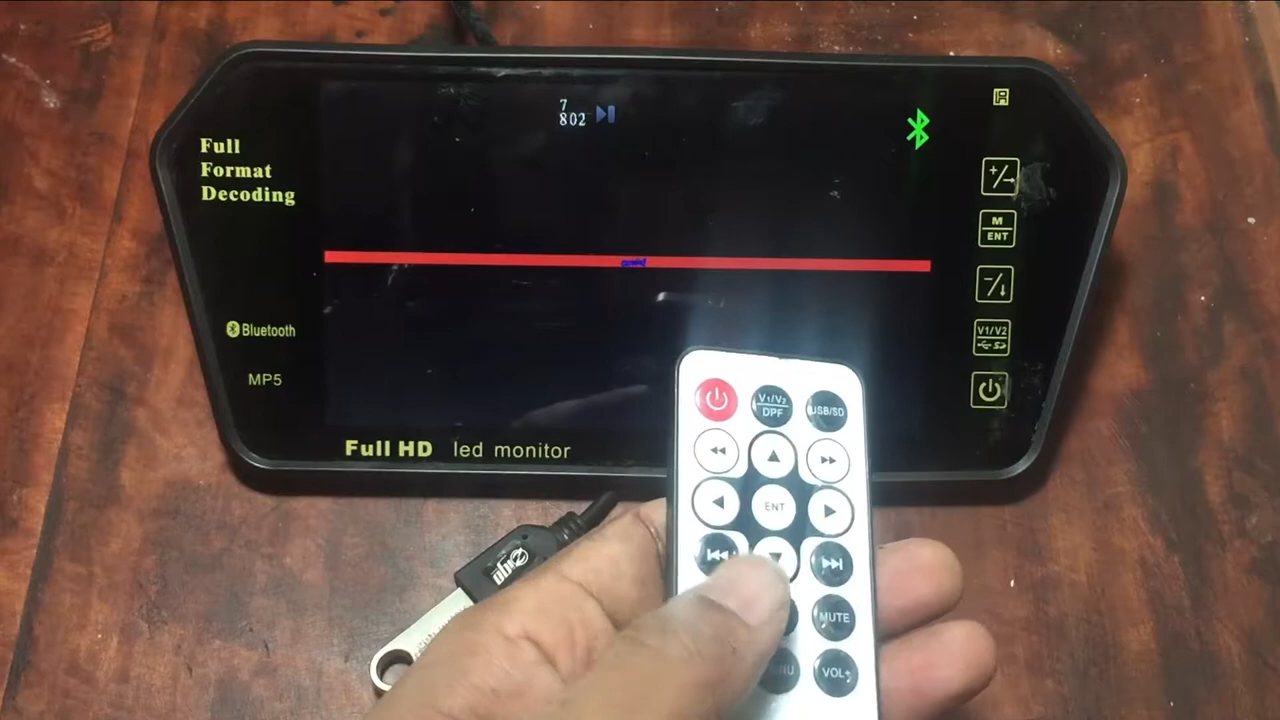 7
802
Full
Format
Decoding
+/→
M
ENT
−/↓
V1/V2
Bluetooth
MP5
Full HD led monitor
V1/V2
DPF
USB/SD
ENT
MUTE
VOL+